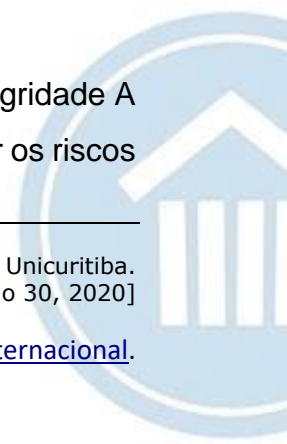 gridade A
r os riscos
Unicuritiba.
o 30, 2020]
ternacional.